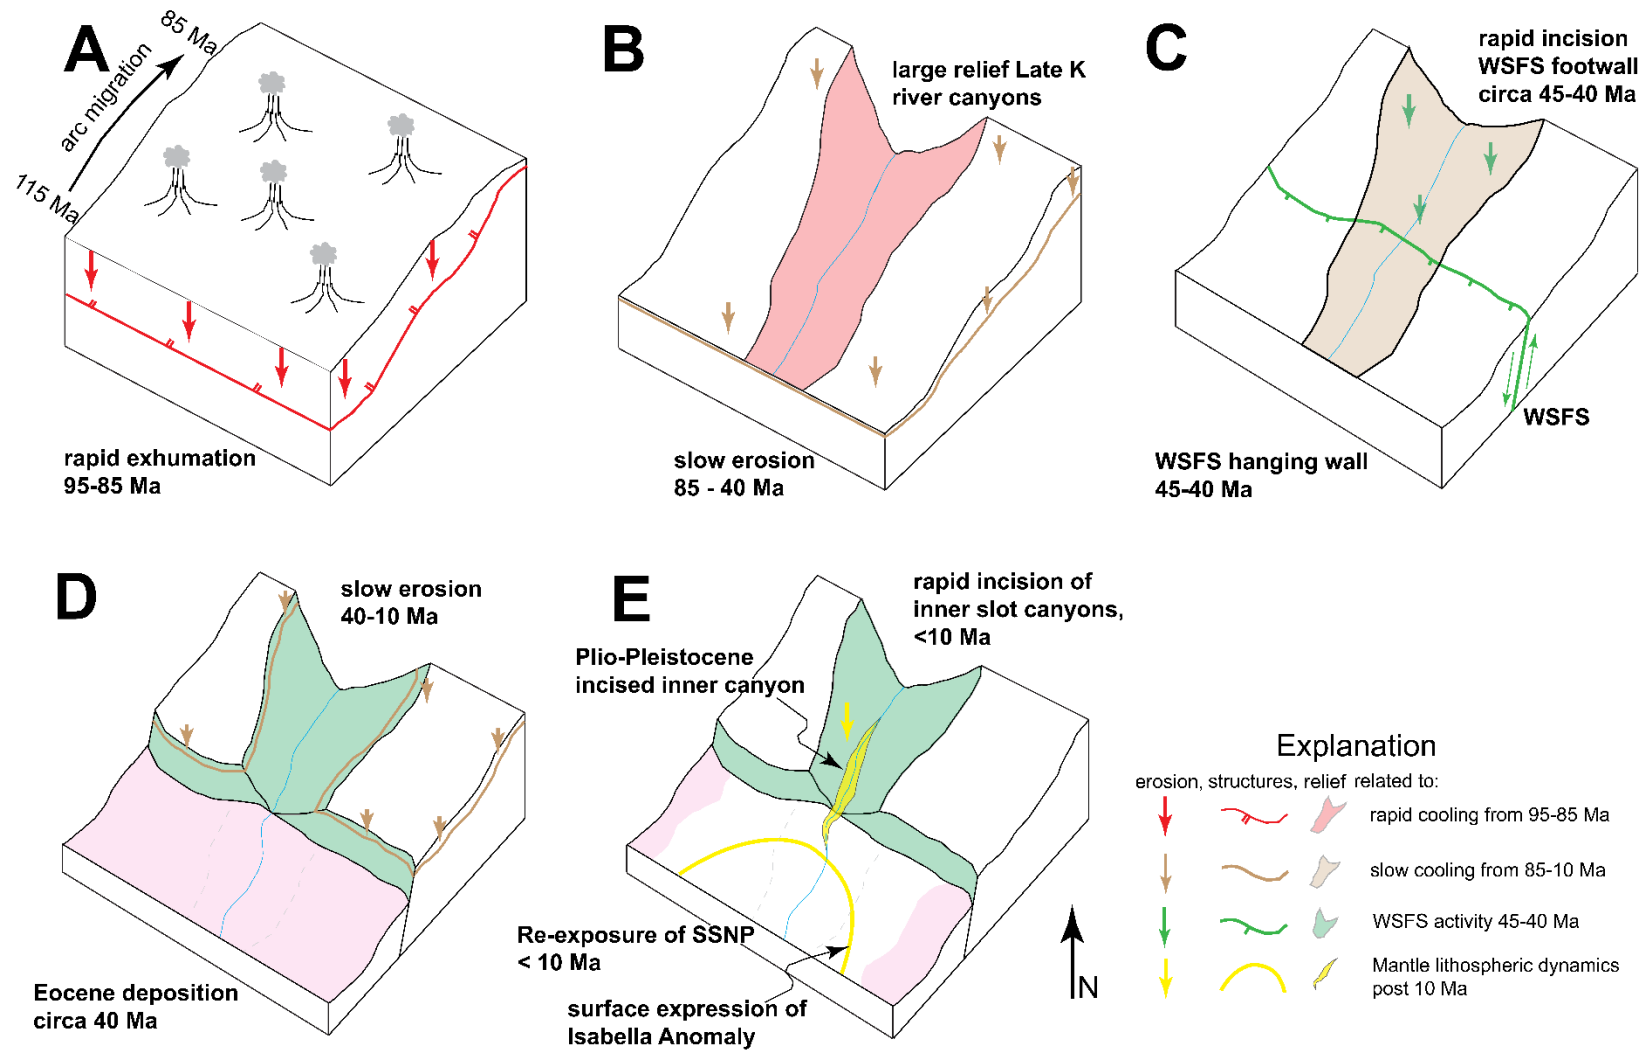 A
85 Ma
arc migration
115 Ma
rapid exhumation
95-85 Ma
B
large relief Late K
river canyons
slow erosion
85 - 40 Ma
C
rapid incision
WSFS footwall
circa 45-40 Ma
WSFS
WSFS hanging wall
45-40 Ma
D
slow erosion
40-10 Ma
Eocene deposition
circa 40 Ma
E
rapid incision of
inner slot canyons,
<10 Ma
Plio-Pleistocene
incised inner canyon
Re-exposure of SSNP
< 10 Ma
surface expression of
Isabella Anomaly
N
Explanation
erosion, structures, relief related to:
rapid cooling from 95-85 Ma
slow cooling from 85-10 Ma
WSFS activity 45-40 Ma
Mantle lithospheric dynamics
post 10 Ma